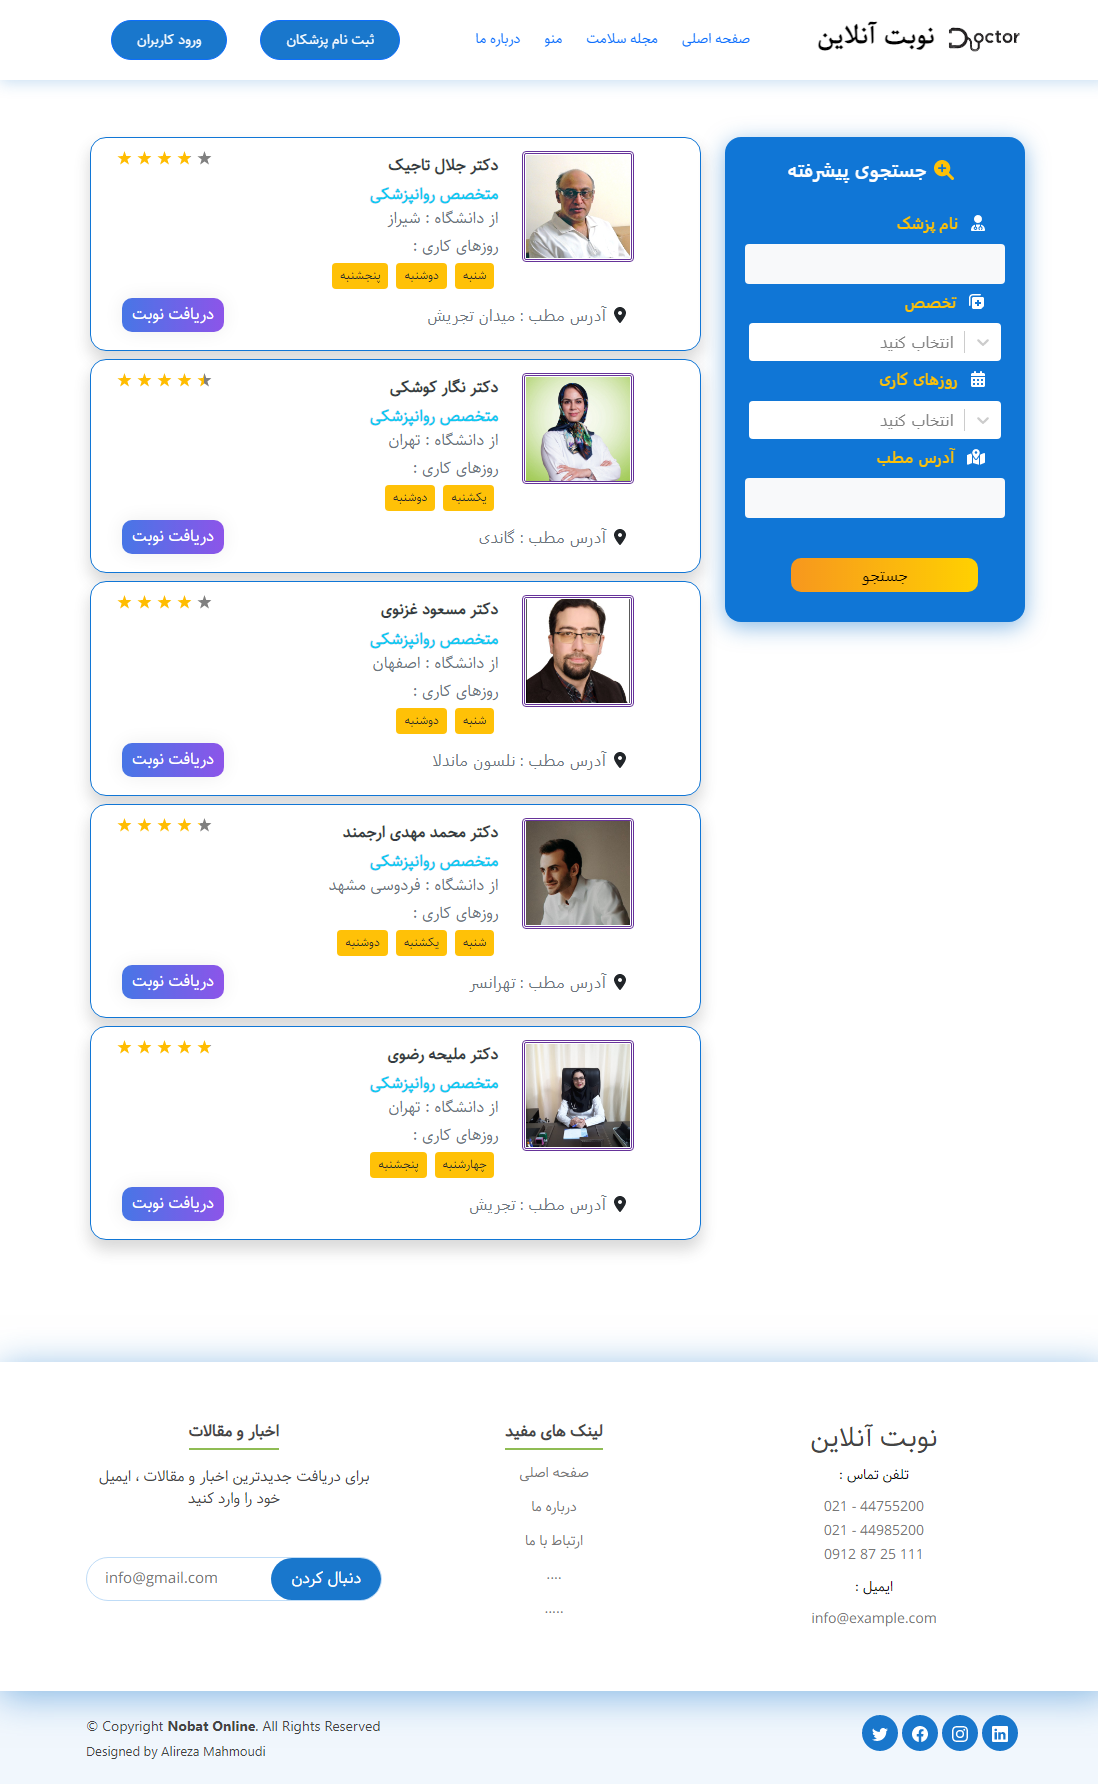 Doctor نوبت آنلاین
صفحه اصلی
مجله سلامت
منو
درباره ما
ثبت نام پزشکان
ورود کاربران
جستجوی پیشرفته
نام پزشک
تخصص
انتخاب کنید
روزهای کاری
انتخاب کنید
آدرس مطب
جستجو
دکتر جلال تاجیک
متخصص روانپزشکی
از دانشگاه : شیراز
روزهای کاری :
شنبه دوشنبه پنجشنبه
آدرس مطب : میدان تجریش
دریافت نوبت
دکتر نگار کوشکی
متخصص روانپزشکی
از دانشگاه : تهران
روزهای کاری :
یکشنبه دوشنبه
آدرس مطب : گاندی
دریافت نوبت
دکتر مسعود غزنوی
متخصص روانپزشکی
از دانشگاه : اصفهان
روزهای کاری :
شنبه دوشنبه
آدرس مطب : نلسون ماندلا
دریافت نوبت
دکتر محمد مهدی ارجمند
متخصص روانپزشکی
از دانشگاه : فردوسی مشهد
روزهای کاری :
شنبه یکشنبه دوشنبه
آدرس مطب : تهرانسر
دریافت نوبت
دکتر ملیحه رضوی
متخصص روانپزشکی
از دانشگاه : تهران
روزهای کاری :
چهارشنبه پنجشنبه
آدرس مطب : تجریش
دریافت نوبت
نوبت آنلاین
تلفن تماس :
021 - 44755200
021 - 44985200
0912 87 25 111
ایمیل :
info@example.com
لینک های مفید
صفحه اصلی
درباره ما
ارتباط با ما
....
.....
اخبار و مقالات
برای دریافت جدیدترین اخبار و مقالات ، ایمیل
خود را وارد کنید
دنبال کردن
info@gmail.com
© Copyright Nobat Online. All Rights Reserved
Designed by Alireza Mahmoudi